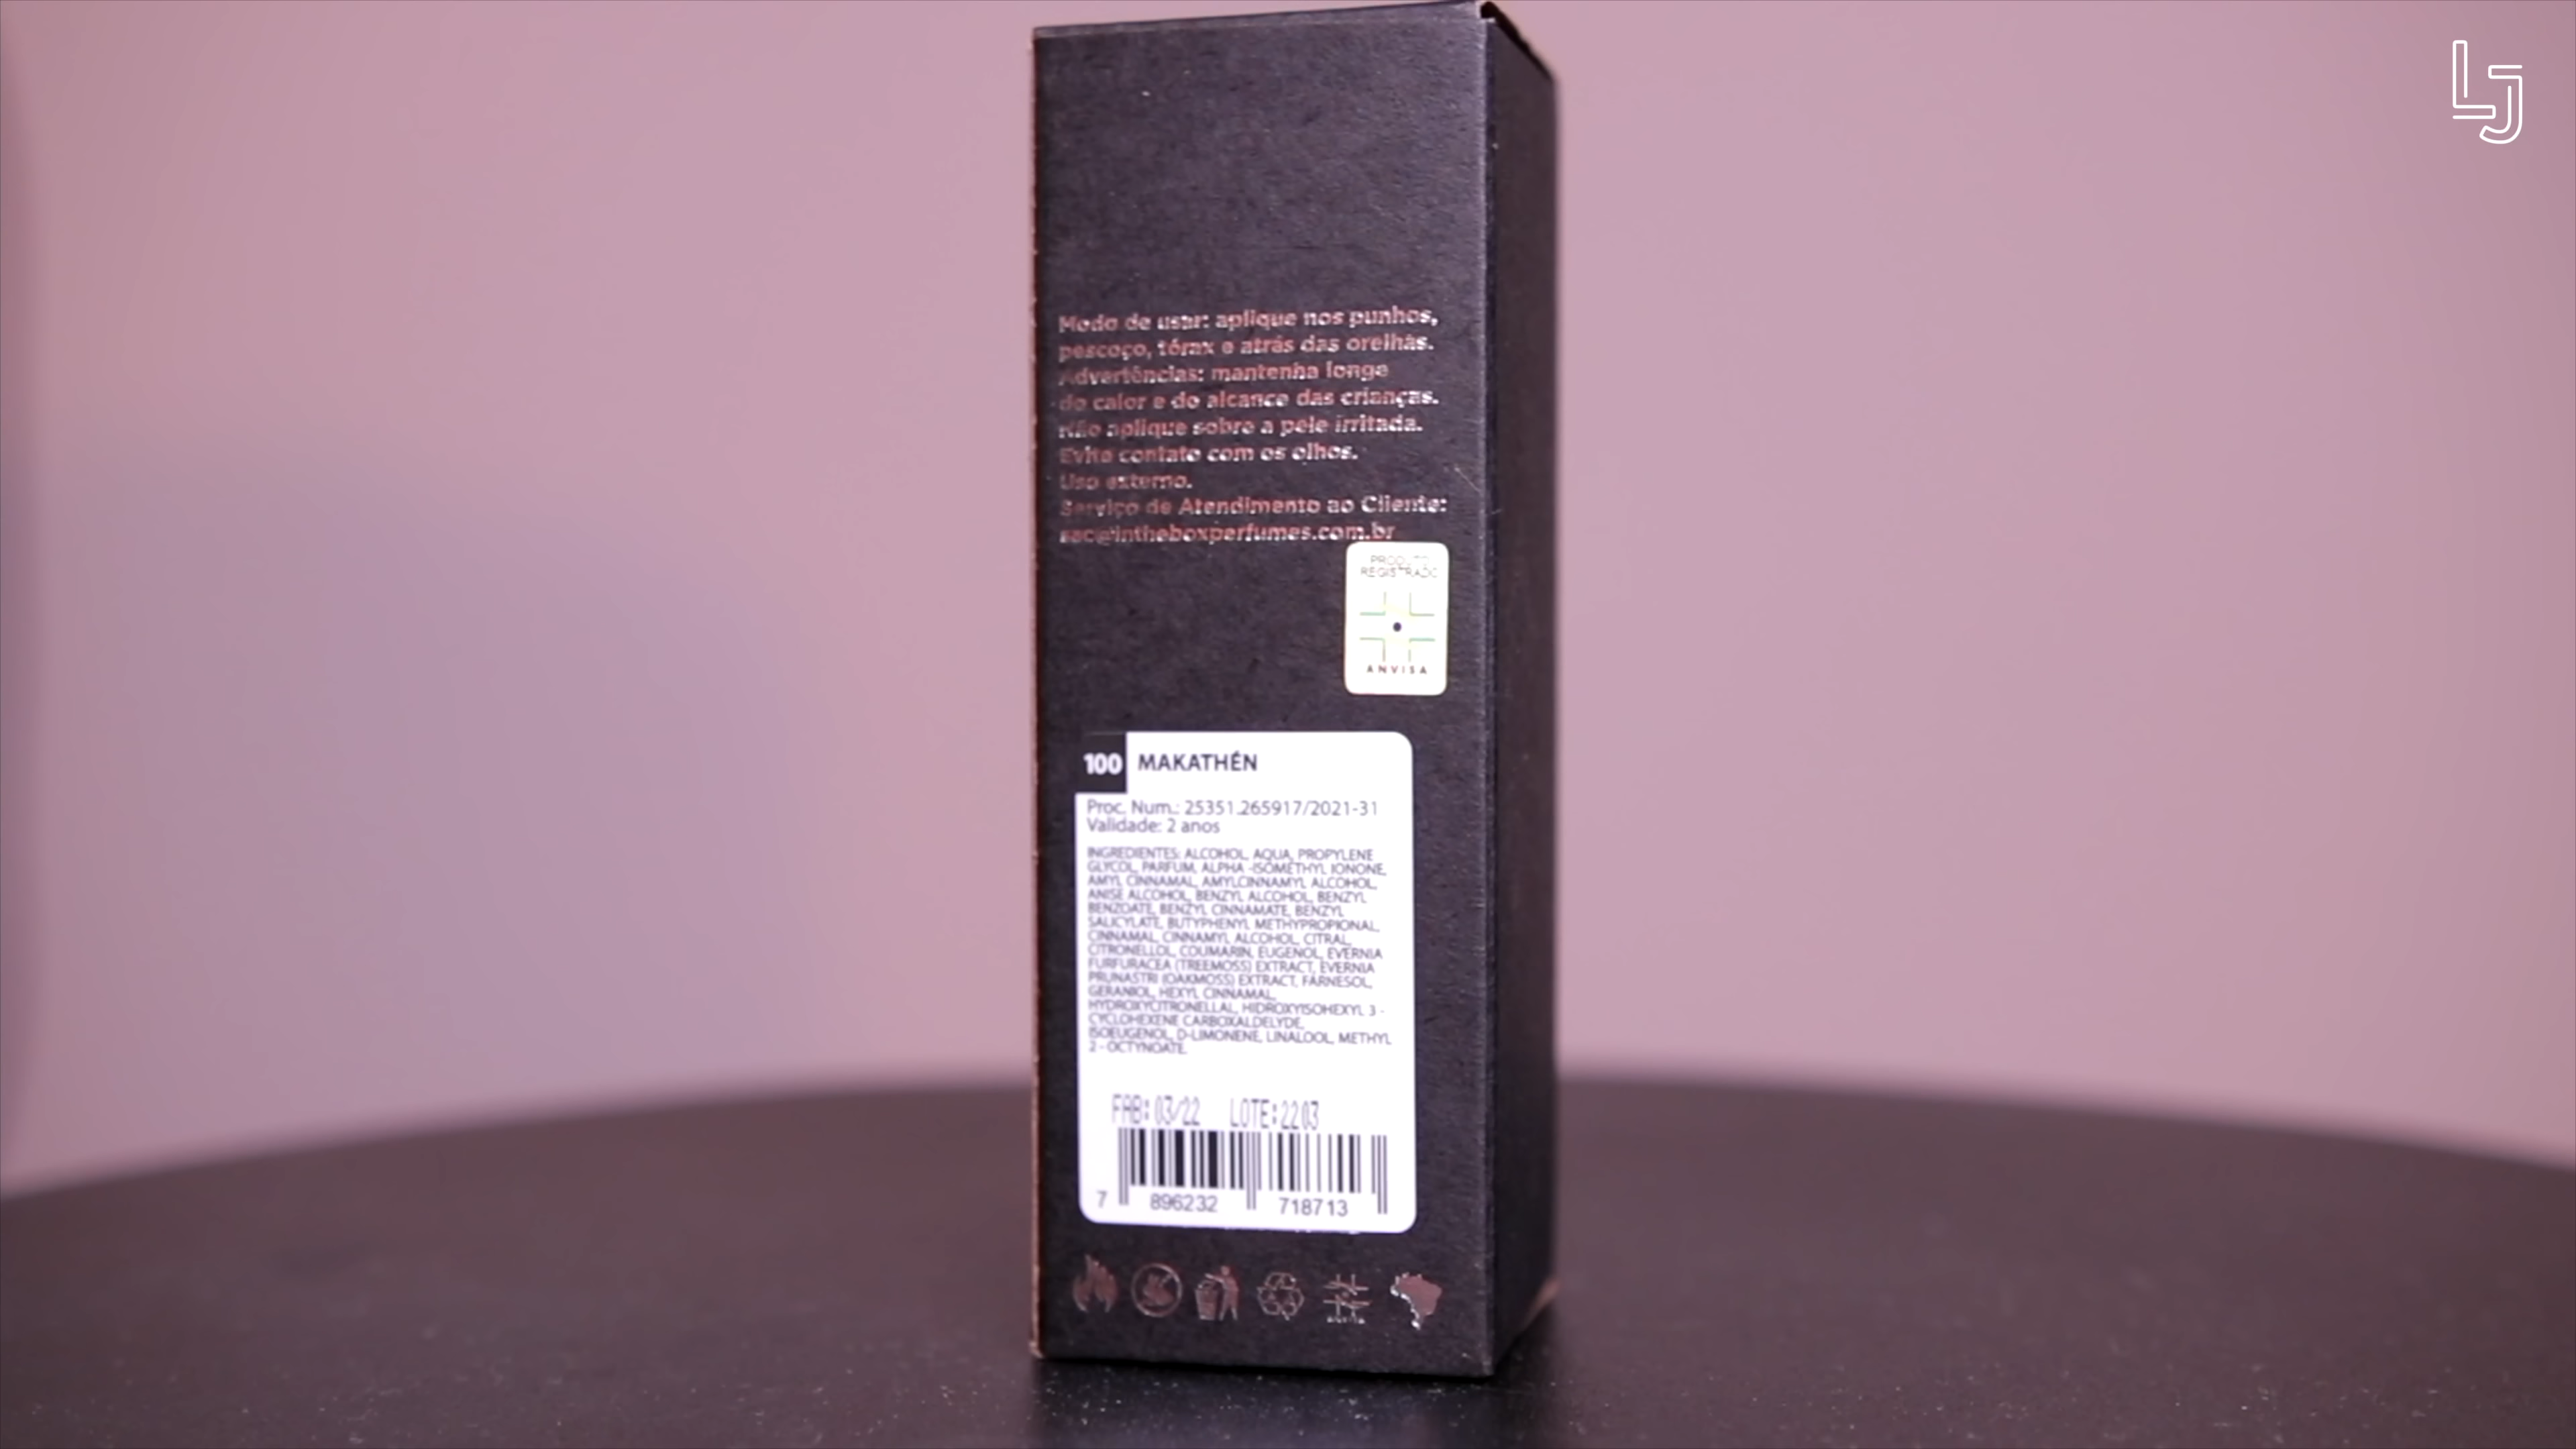 LJ
Modo de usar: aplique nos punhos,
pescoço, tórax e atrás das orelhas.
Advertências: mantenha longe
do calor e do alcance das crianças.
Não aplique sobre a pele irritada.
Evite contato com os olhos.
Uso externo.
Serviço de Atendimento ao Cliente:
sac@intheboxperfumes.com.br
PRODUTO
REGISTRADO
ANVISA
100 MAKATHÉN
Proc. Num.: 25351.265917/2021-31
Validade: 2 anos
INGREDIENTES: ALCOHOL, AQUA, PROPYLENE
GLYCOL, PARFUM, ALPHA -ISOMETHYL IONONE,
AMYL CINNAMAL, AMYLCINNAMYL ALCOHOL,
ANISE ALCOHOL, BENZYL ALCOHOL, BENZYL
BENZOATE, BENZYL CINNAMATE, BENZYL
SALICYLATE, BUTYPHENYL METHYPROPIONAL,
CINNAMAL, CINNAMYL ALCOHOL, CITRAL,
CITRONELLOL, COUMARIN, EUGENOL, EVERNIA
FURFURACEA (TREEMOSS) EXTRACT, EVERNIA
PRUNASTRI (OAKMOSS) EXTRACT, FARNESOL,
GERANIOL, HEXYL CINNAMAL,
HYDROXYCITRONELLAL, HIDROXYISOHEXYL 3 -
CYCLOHEXENE CARBOXALDELYDE,
ISOEUGENOL, D-LIMONENE, LINALOOL, METHYL
2 - OCTYNOATE.
FAB: 03/22 LOTE: 2203
7 896232 718713
ANVISA